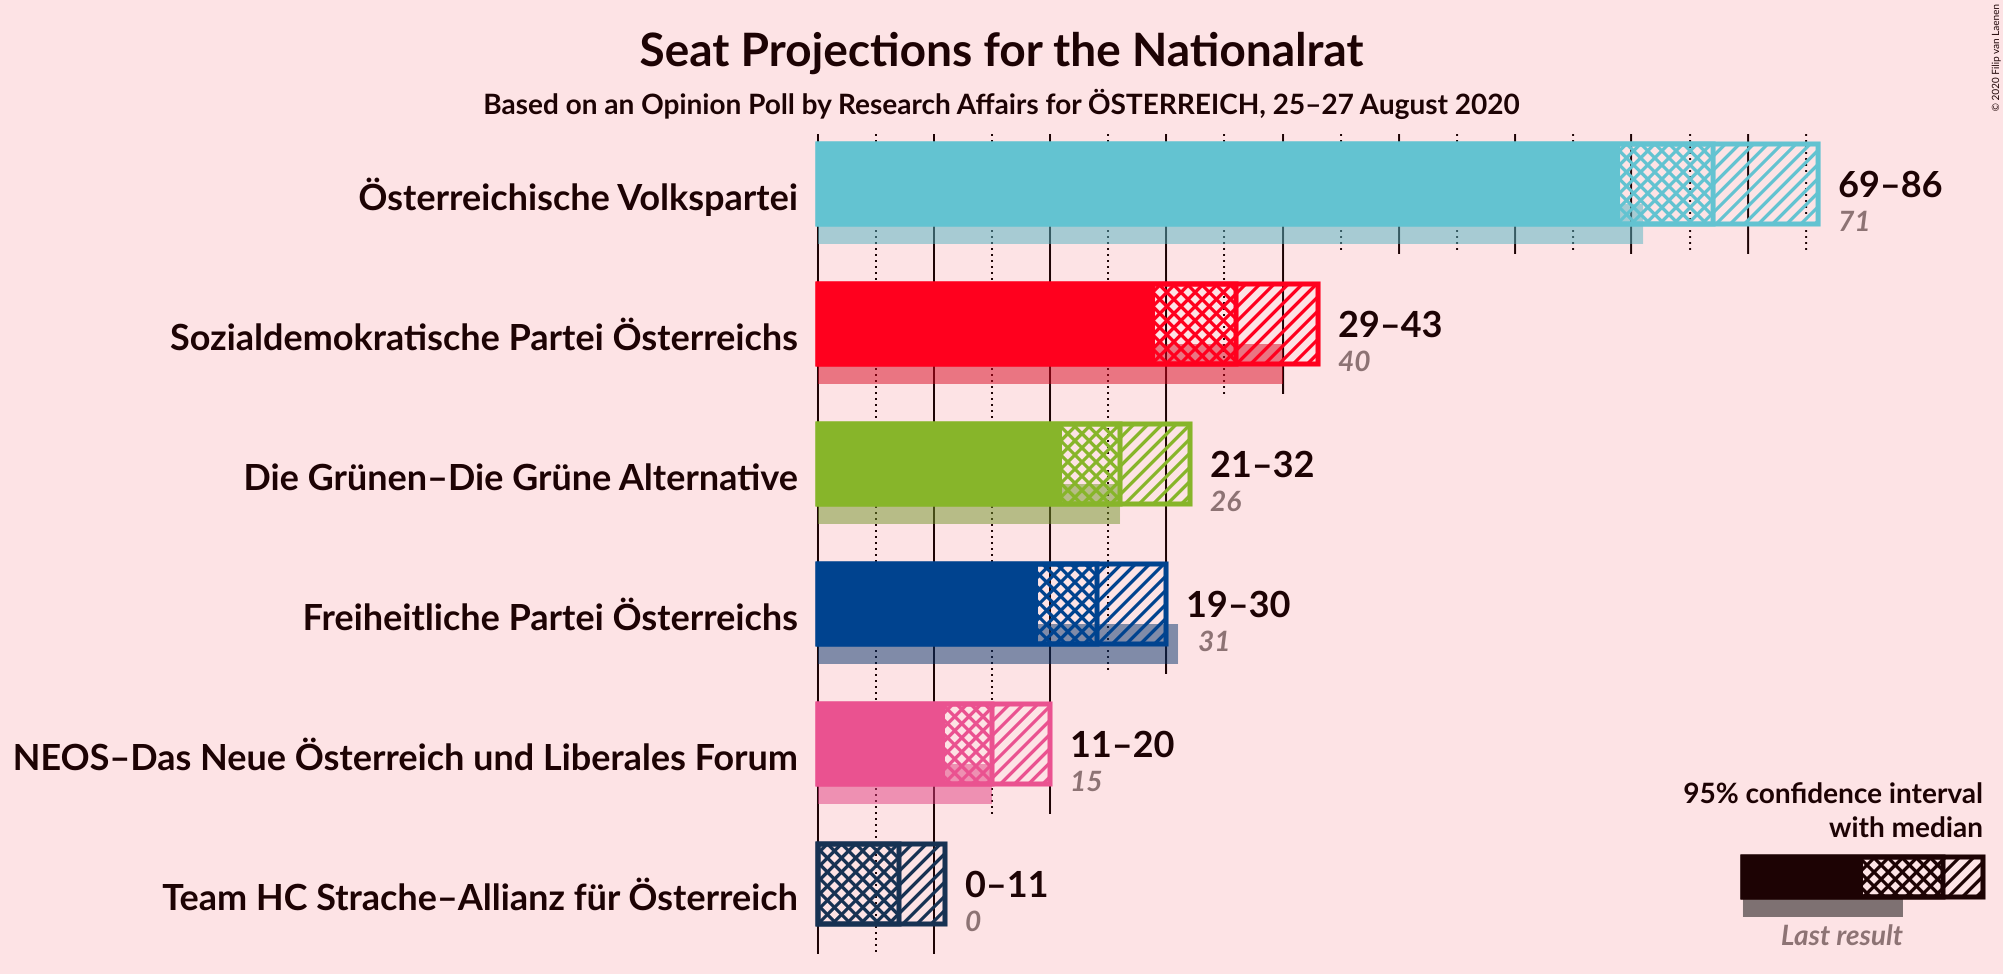 Seat Projections for the Nationalrat
Based on an Opinion Poll by Research Affairs for ÖSTERREICH, 25–27 August 2020
© 2020 Filip van Laenen
Österreichische Volkspartei
69–86
71
Sozialdemokratische Partei Österreichs
29–43
40
Die Grünen–Die Grüne Alternative
21–32
26
Freiheitliche Partei Österreichs
19–30
31
NEOS–Das Neue Österreich und Liberales Forum
11–20
15
Team HC Strache–Allianz für Österreich
0–11
0
95% confidence interval
with median
Last result